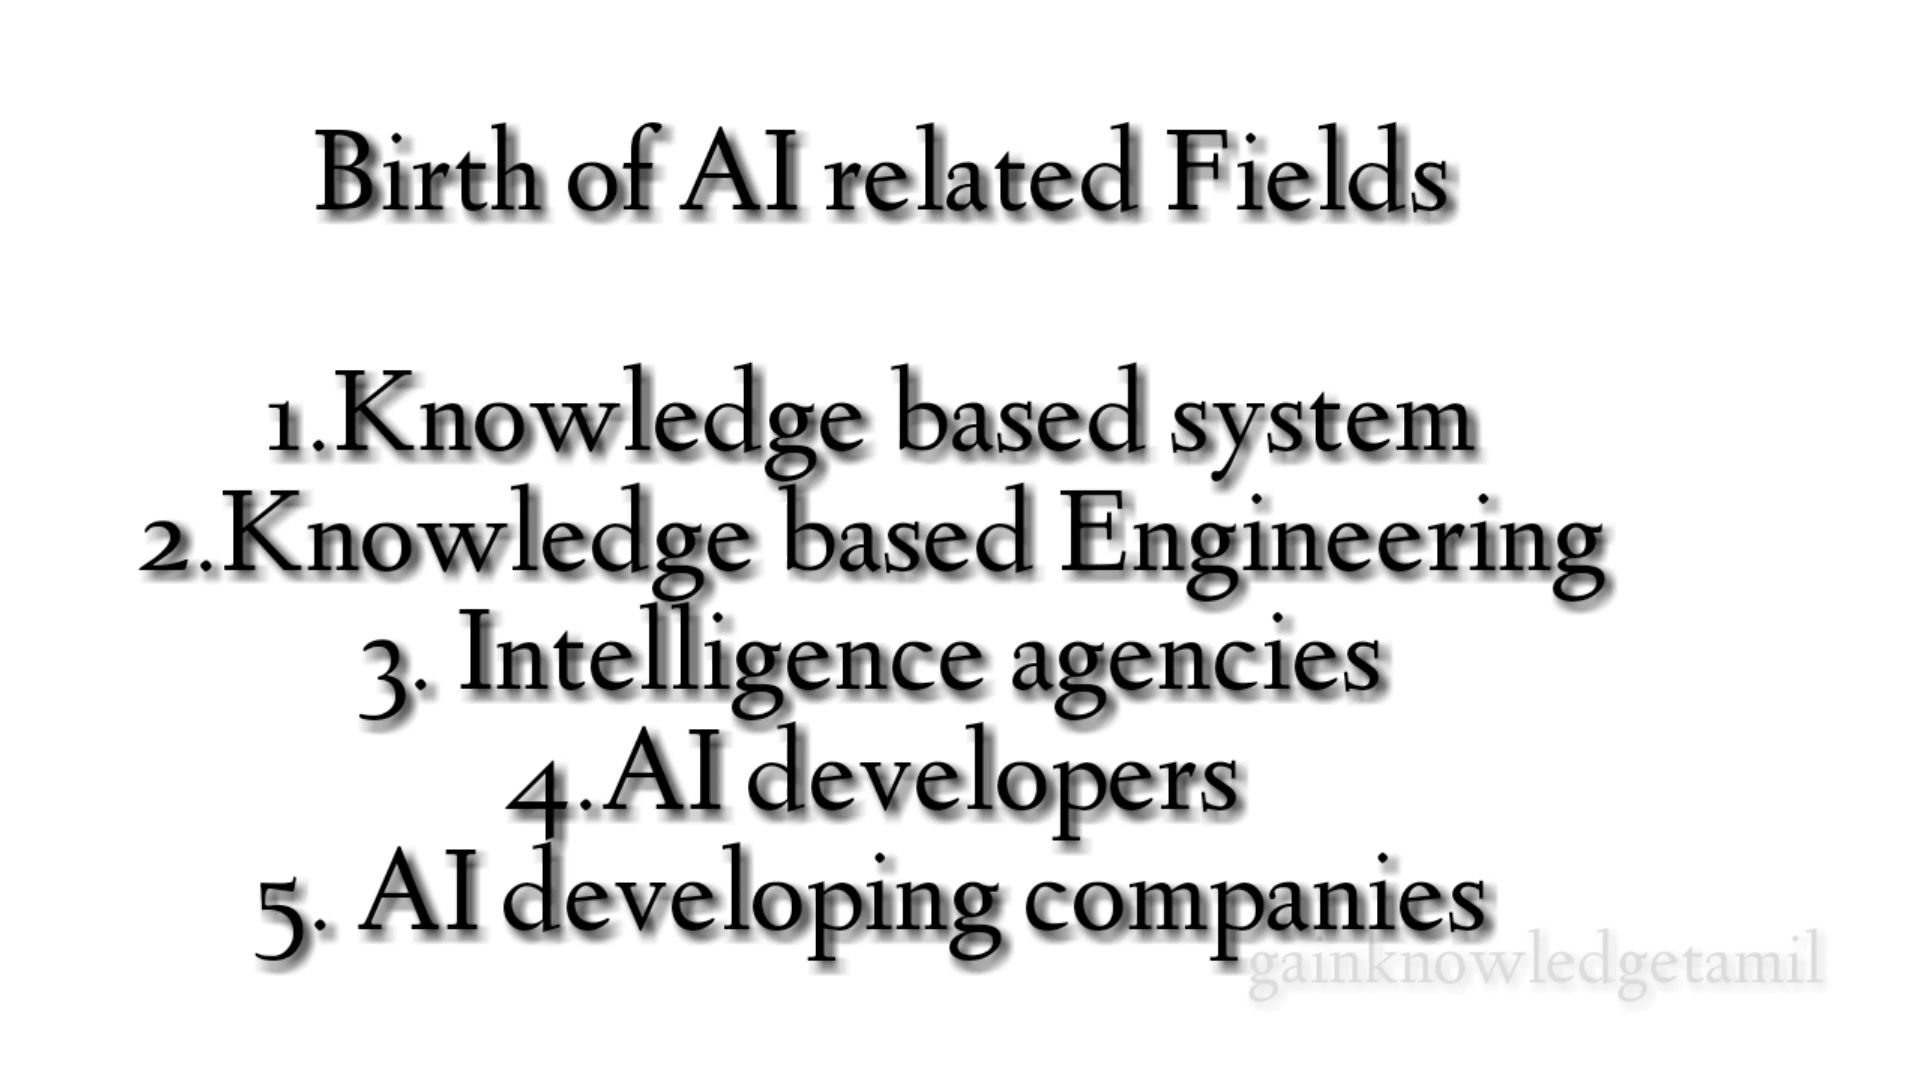 Birth of AI related Fields
1.Knowledge based system
2.Knowledge based Engineering
3. Intelligence agencies
4.AI developers
5. AI developing companies
gainknowledgetamil